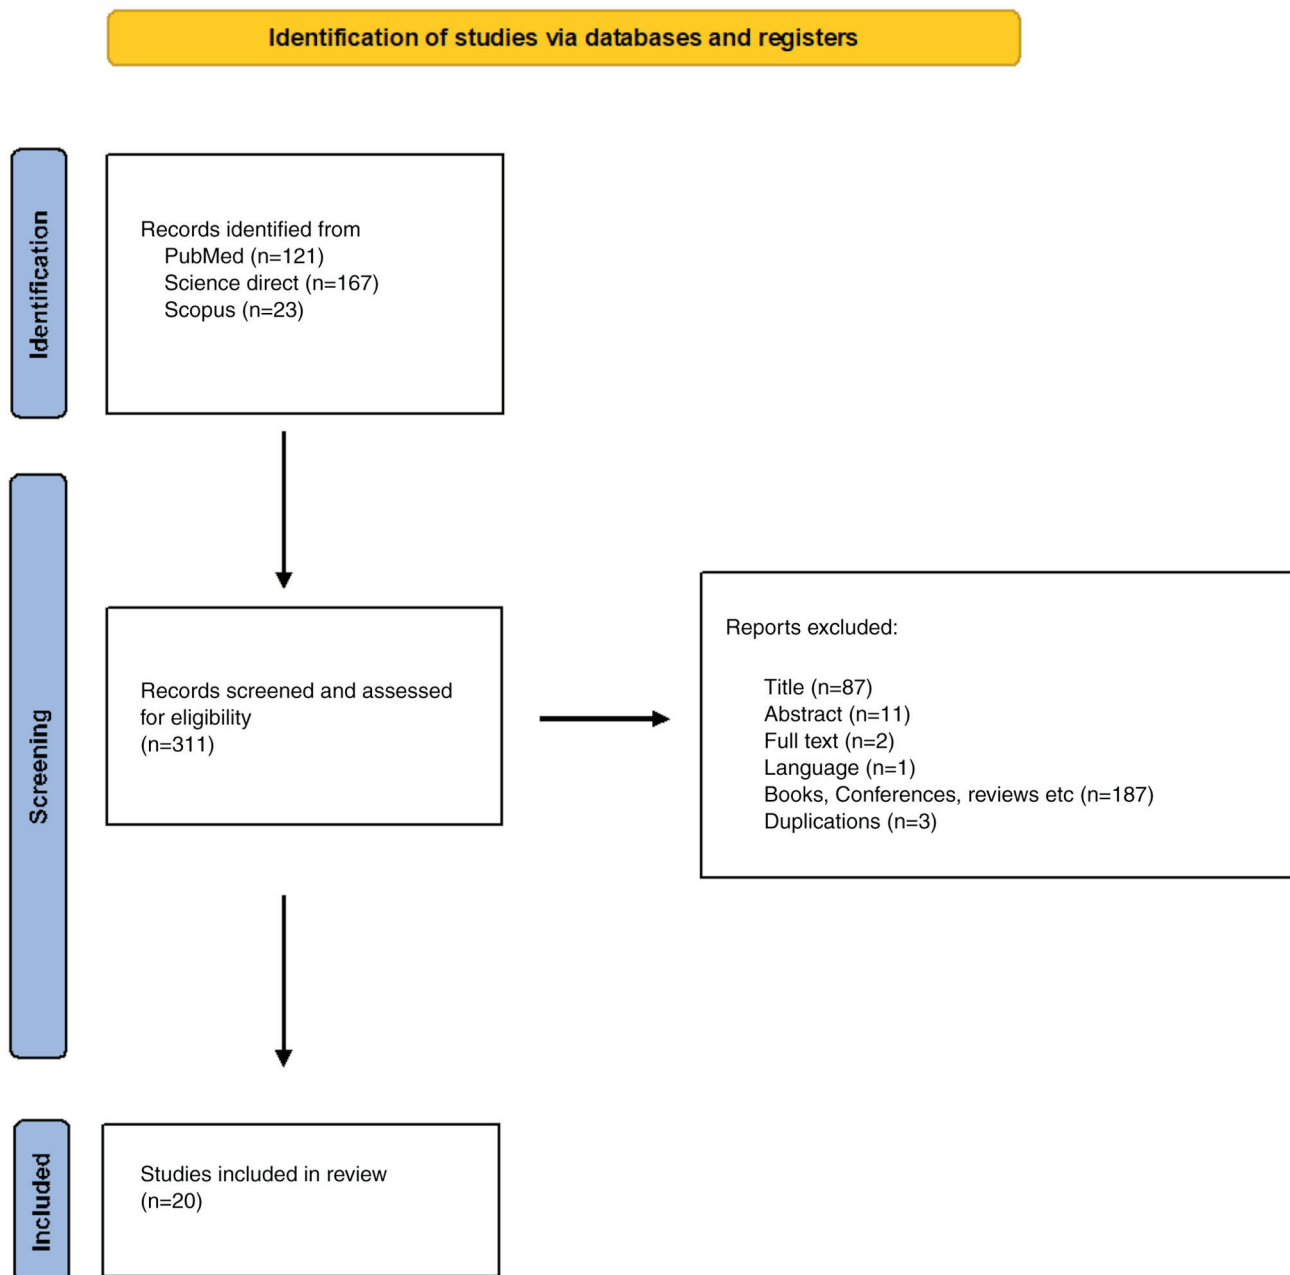 Identification of studies via databases and registers
Identification
Records identified from
PubMed (n=121)
Science direct (n=167)
Scopus (n=23)
Screening
Records screened and assessed
for eligibility
(n=311)
Reports excluded:
Title (n=87)
Abstract (n=11)
Full text (n=2)
Language (n=1)
Books, Conferences, reviews etc (n=187)
Duplications (n=3)
Included
Studies included in review
(n=20)